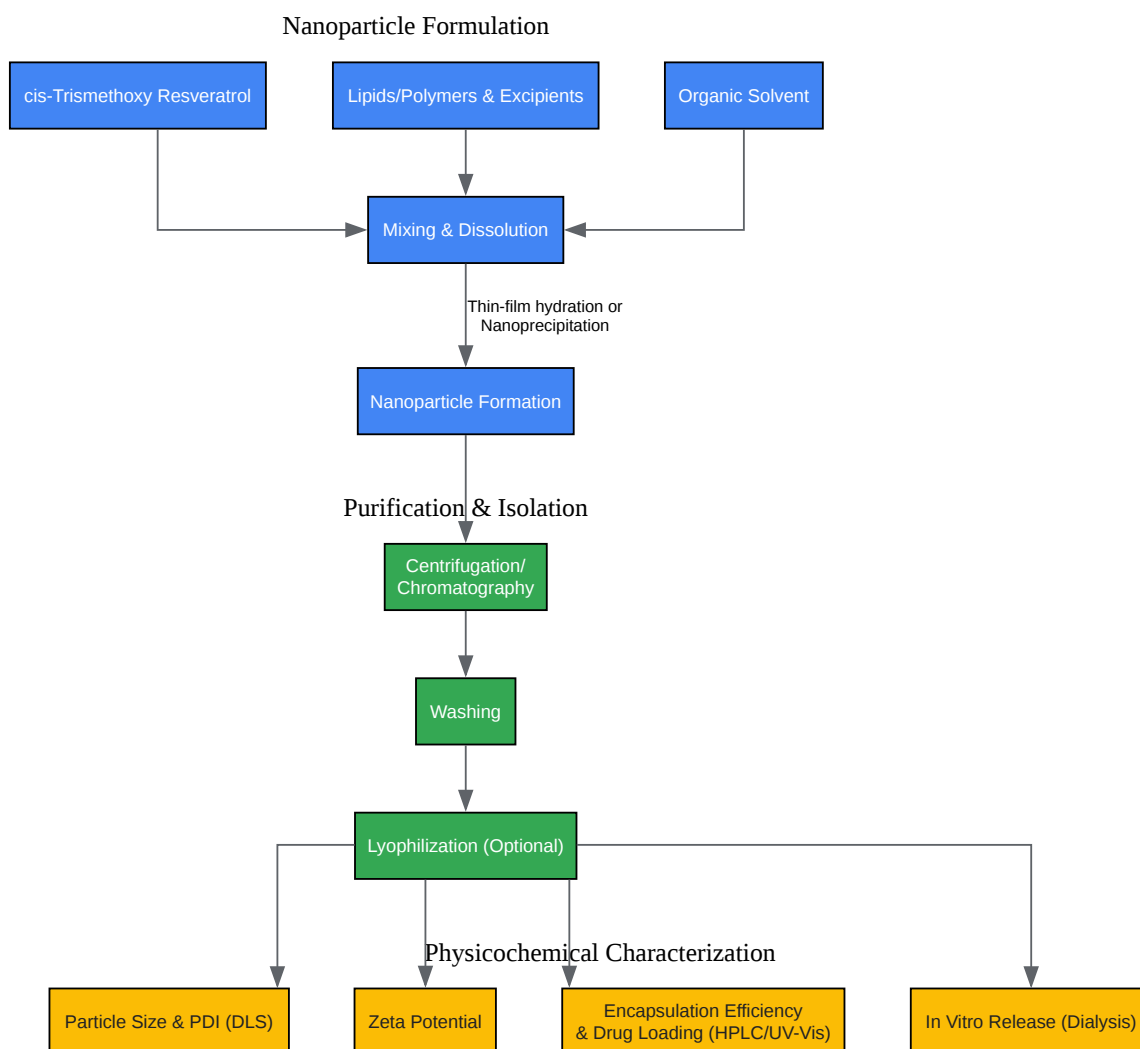 Nanoparticle Formulation
cis-Trismethoxy Resveratrol
Lipids/Polymers & Excipients
Organic Solvent
Mixing & Dissolution
Thin-film hydration or
Nanoprecipitation
Nanoparticle Formation
Purification & Isolation
Centrifugation/
Chromatography
Washing
Lyophilization (Optional)
Physicochemical Characterization
Particle Size & PDI (DLS)
Zeta Potential
Encapsulation Efficiency
& Drug Loading (HPLC/UV-Vis)
In Vitro Release (Dialysis)